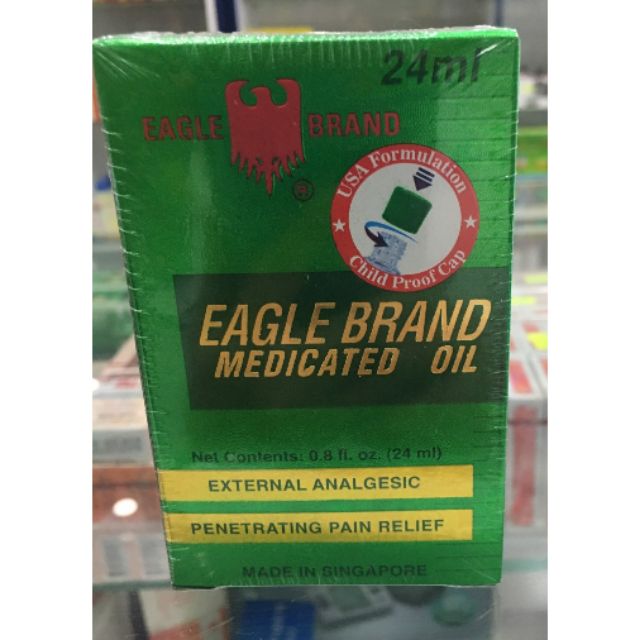 24ml
EAGLE BRAND
®
USA Formulation
Child Proof Cap
EAGLE BRAND
MEDICATED OIL
Net Contents: 0.8 fl. oz. (24 ml)
EXTERNAL ANALGESIC
PENETRATING PAIN RELIEF
MADE IN SINGAPORE